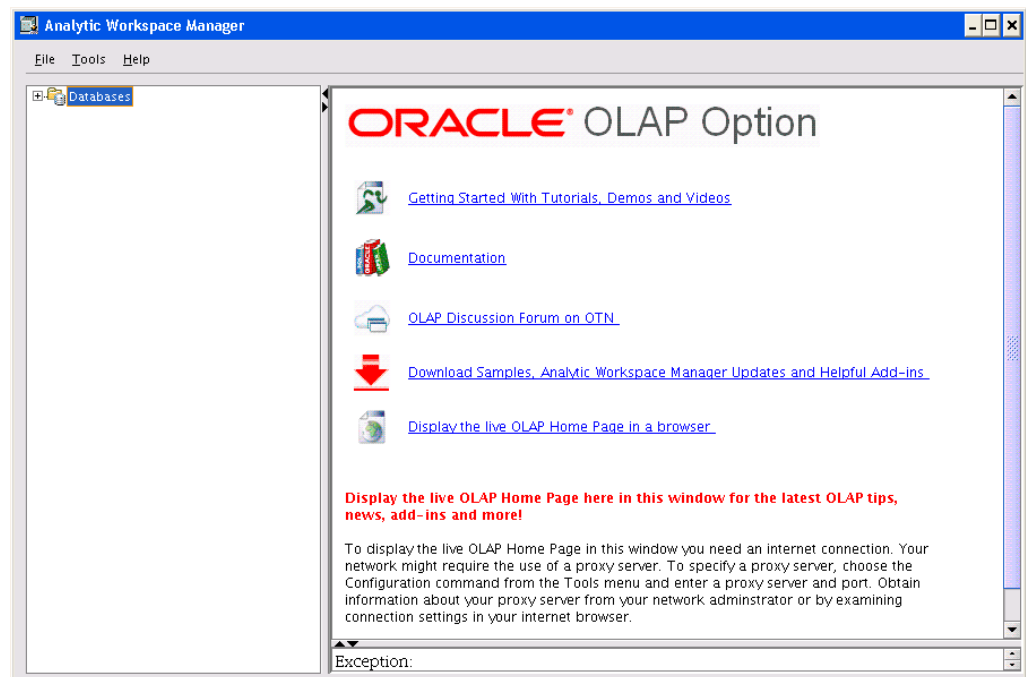 Analytic Workspace Manager
File Tools Help
Databases
ORACLE OLAP Option
Getting Started With Tutorials, Demos and Videos
Documentation
OLAP Discussion Forum on OTN
Download Samples, Analytic Workspace Manager Updates and Helpful Add-ins
Display the live OLAP Home Page in a browser
Display the live OLAP Home Page here in this window for the latest OLAP tips,
news, add-ins and more!
To display the live OLAP Home Page in this window you need an internet connection. Your
network might require the use of a proxy server. To specify a proxy server, choose the
Configuration command from the Tools menu and enter a proxy server and port. Obtain
information about your proxy server from your network adminstrator or by examining
connection settings in your internet browser.
Exception: